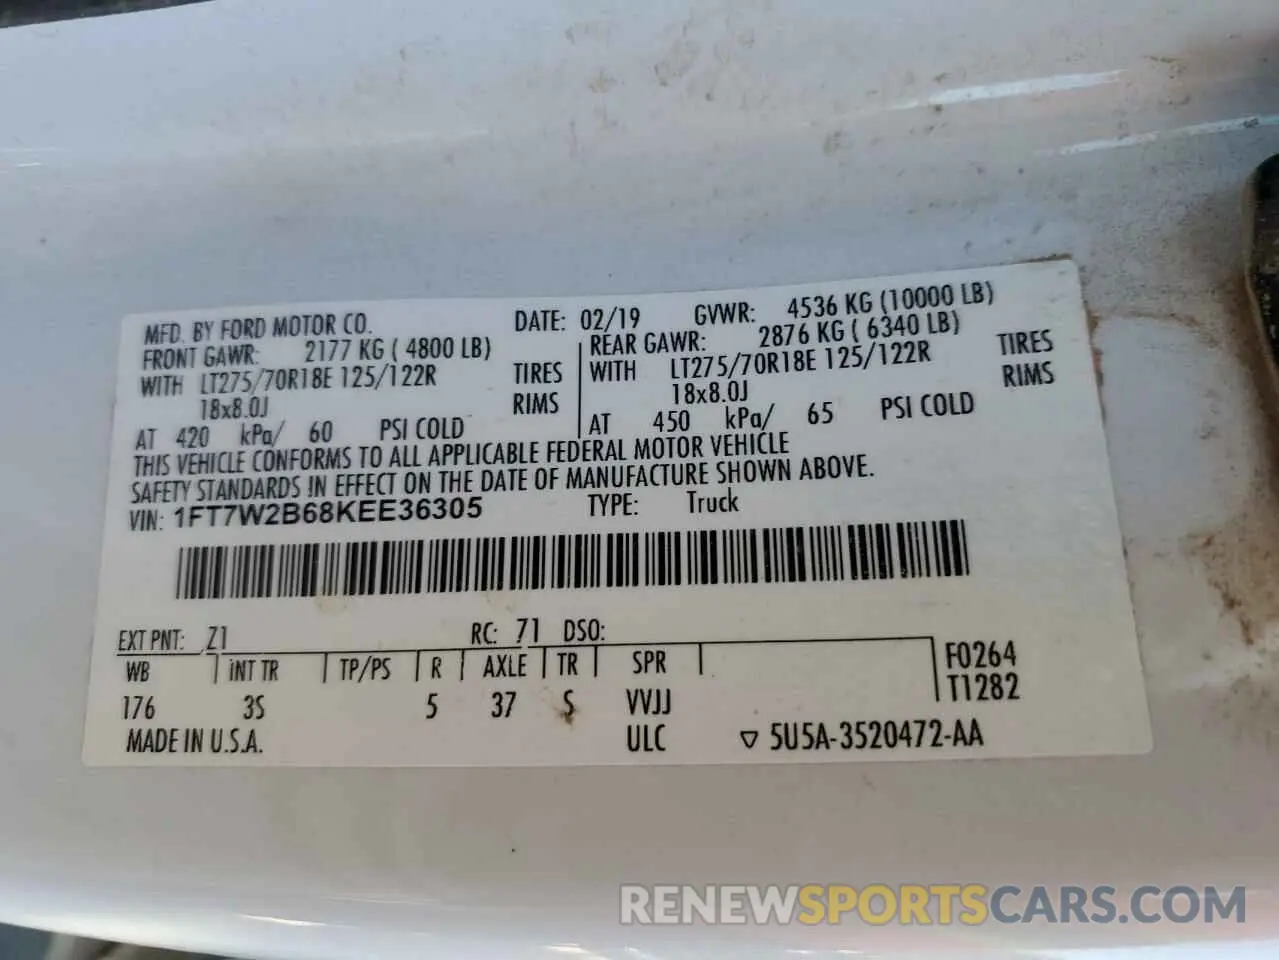 MFD. BY FORD MOTOR CO. DATE: 02/19 GVWR: 4536 KG (10000 LB)
FRONT GAWR: 2177 KG ( 4800 LB) REAR GAWR: 2876 KG ( 6340 LB)
WITH LT275/70R18E 125/122R TIRES WITH LT275/70R18E 125/122R TIRES
18x8.0J RIMS 18x8.0J RIMS
AT 420 kPa/ 60 PSI COLD AT 450 kPa/ 65 PSI COLD
THIS VEHICLE CONFORMS TO ALL APPLICABLE FEDERAL MOTOR VEHICLE
SAFETY STANDARDS IN EFFECT ON THE DATE OF MANUFACTURE SHOWN ABOVE.
VIN: 1FT7W2B68KEE36305 TYPE: Truck
EXT PNT: Z1 RC: 71 DSO:
WB INT TR TP/PS R AXLE TR SPR F0264
176 3S 5 37 S VVJJ T1282
MADE IN U.S.A. ULC ▽ 5U5A-3520472-AA
RENEWSPORTSCARS.COM